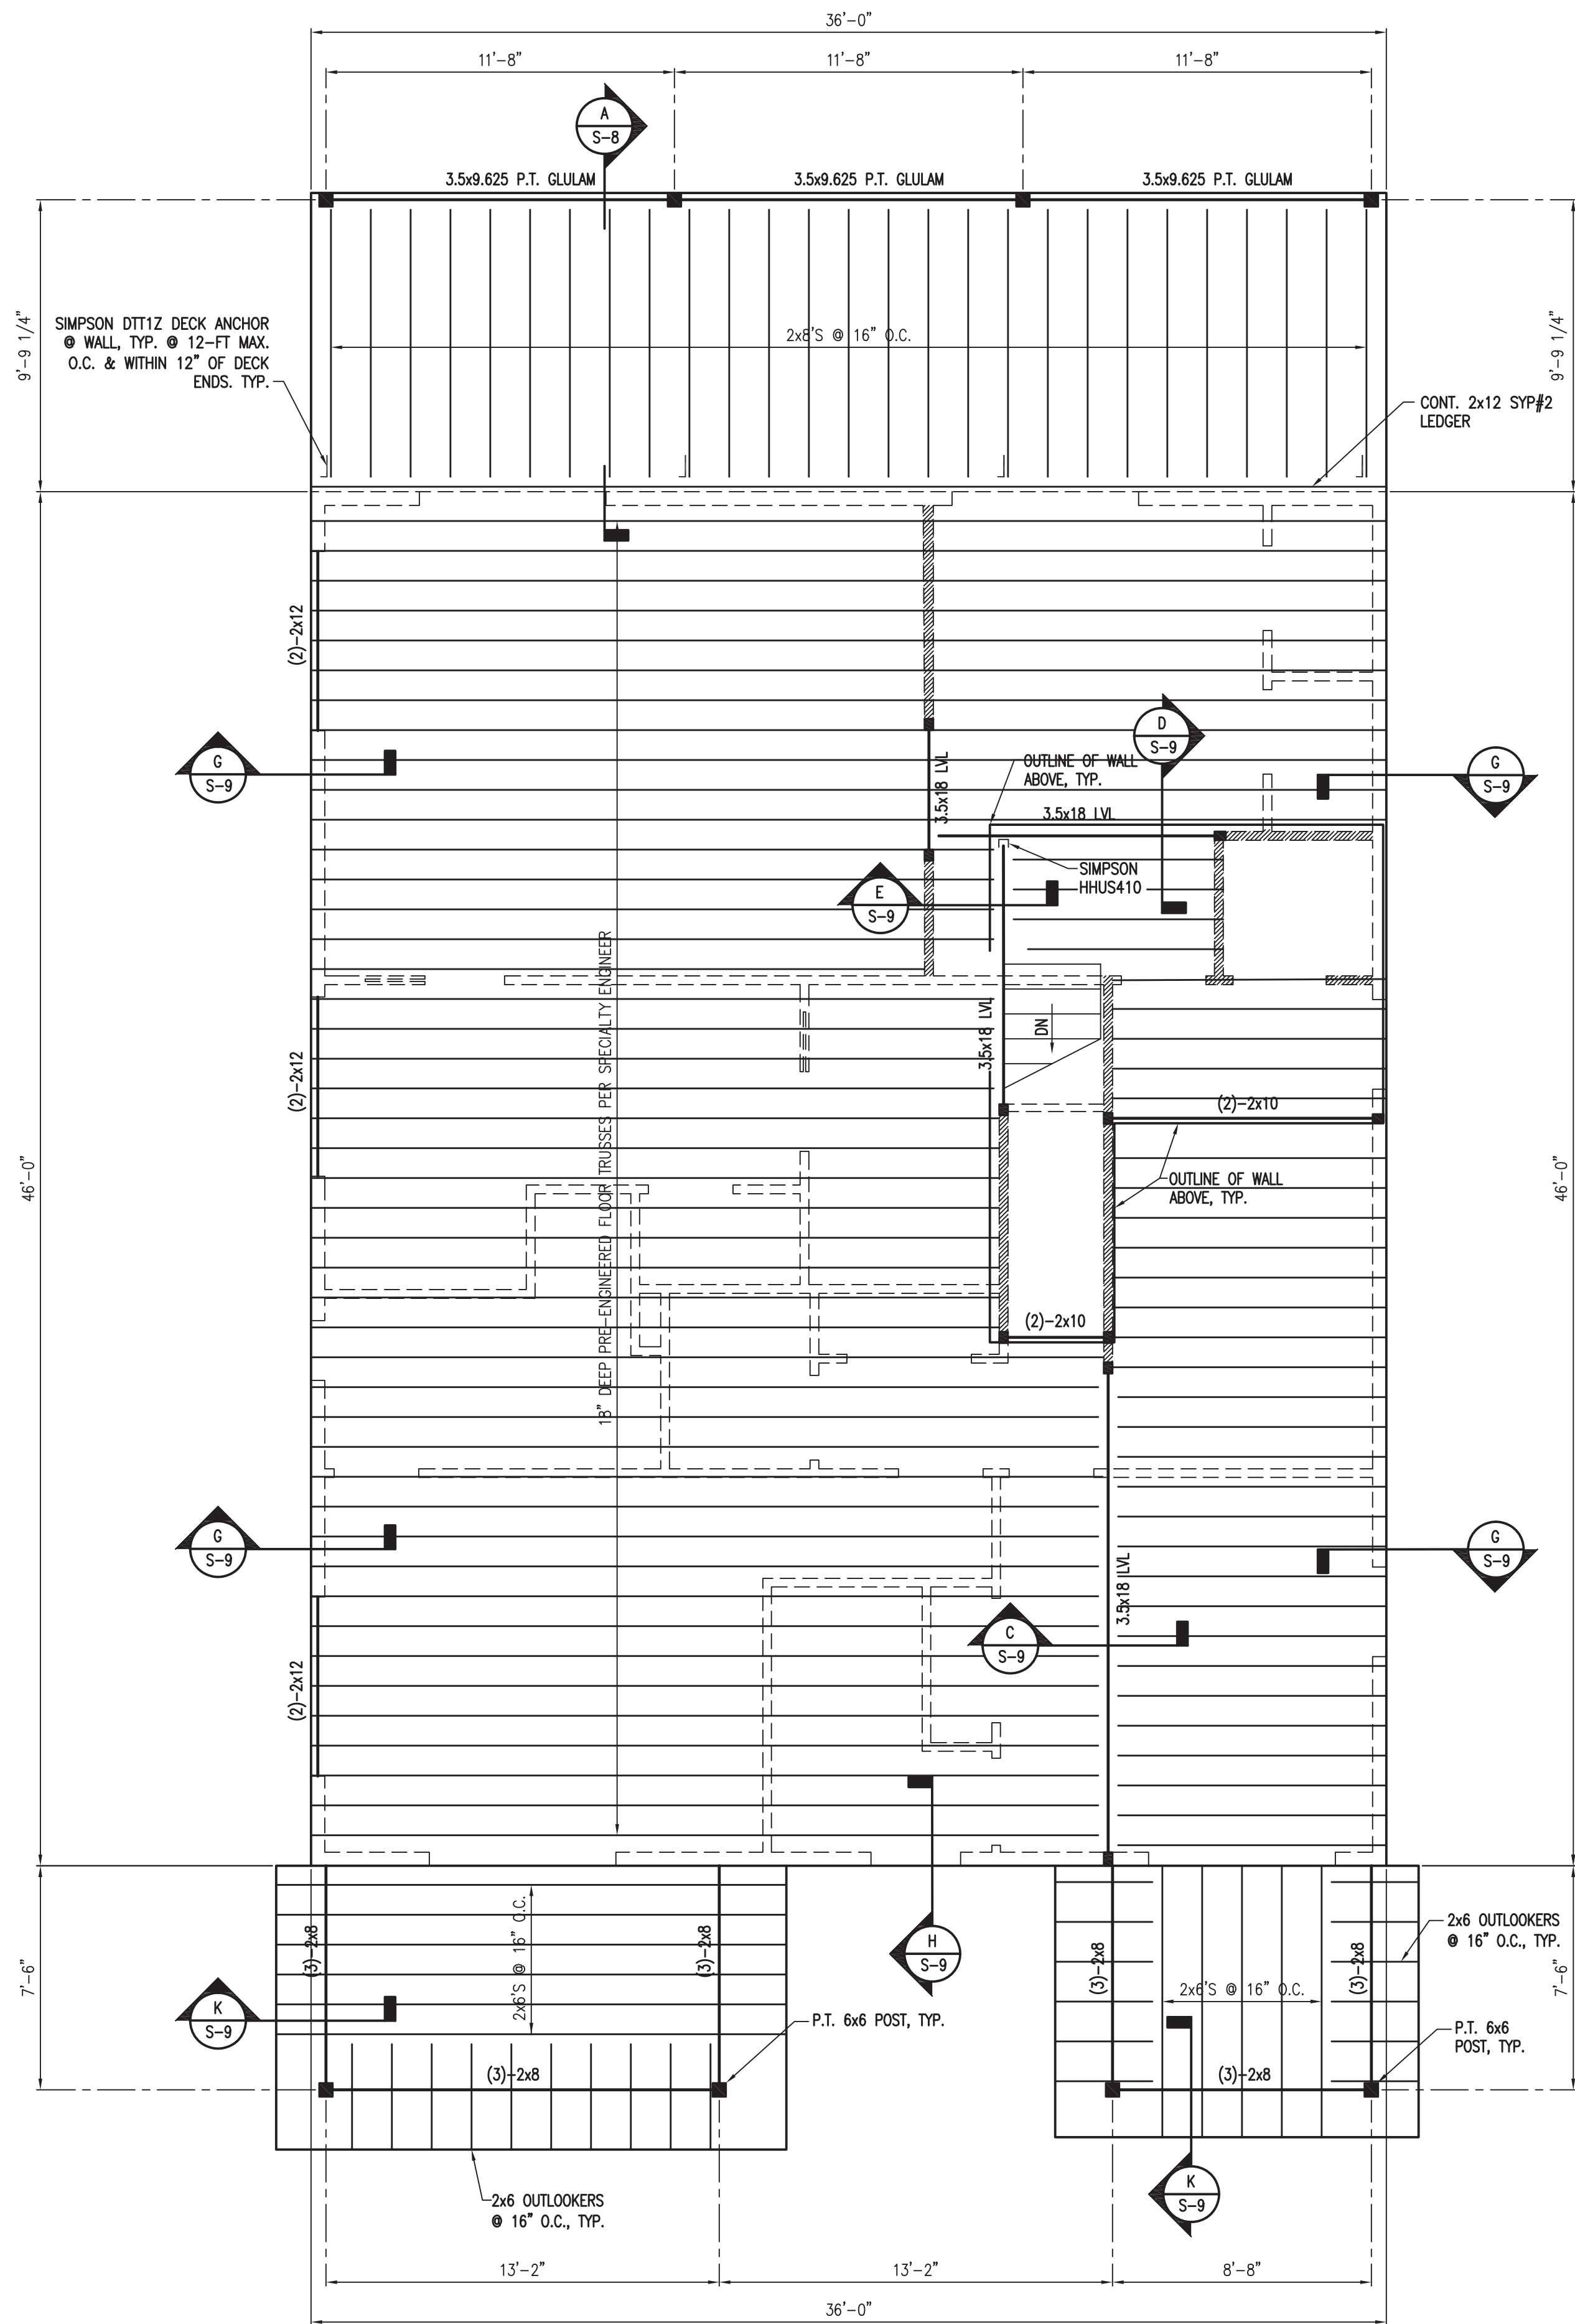 36'-0"
11'-8"
11'-8"
11'-8"
A
S-8
3.5x9.625 P.T. GLULAM
3.5x9.625 P.T. GLULAM
3.5x9.625 P.T. GLULAM
9'-9 1/4"
9'-9 1/4"
SIMPSON DTT1Z DECK ANCHOR
@ WALL, TYP. @ 12-FT MAX.
O.C. & WITHIN 12" OF DECK
ENDS. TYP.
2x8'S @ 16" O.C.
CONT. 2x12 SYP#2
LEDGER
(2)-2x12
G
S-9
D
S-9
G
S-9
OUTLINE OF WALL
ABOVE, TYP.
3.5x18 LVL
3.5x18 LVL
SIMPSON
HHUS410
E
S-9
18" DEEP PRE-ENGINEERED FLOOR TRUSSES PER SPECIALTY ENGINEER
3.5x18 LVL
DN
(2)-2x12
(2)-2x10
46'-0"
46'-0"
OUTLINE OF WALL
ABOVE, TYP.
(2)-2x10
G
S-9
G
S-9
3.5x18 LVL
C
S-9
(2)-2x12
H
S-9
(3)-2x8
2x6'S @ 16" O.C.
(3)-2x8
(3)-2x8
2x6'S @ 16" O.C.
(3)-2x8
2x6 OUTLOOKERS
@ 16" O.C., TYP.
7'-6"
7'-6"
K
S-9
P.T. 6x6 POST, TYP.
P.T. 6x6
POST, TYP.
(3)-2x8
(3)-2x8
K
S-9
2x6 OUTLOOKERS
@ 16" O.C., TYP.
13'-2"
13'-2"
8'-8"
36'-0"